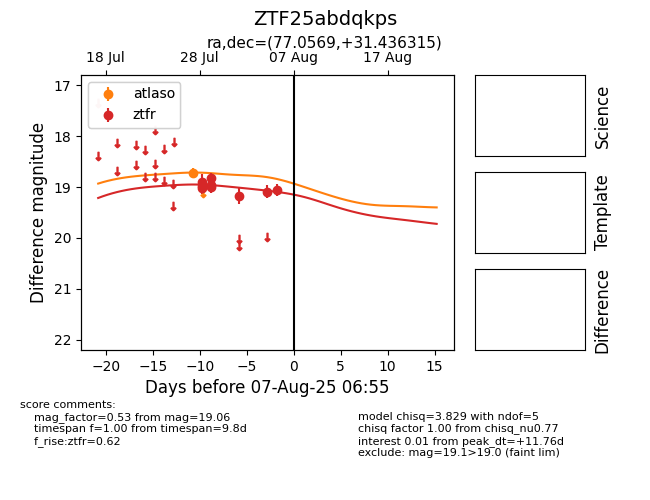 ZTF25abdqkps
ra,dec=(77.0569,+31.436315)
18 Jul
28 Jul
07 Aug
17 Aug
atlaso
ztfr
17
18
19
20
21
22
Difference magnitude
−20
−15
−10
−5
0
5
10
15
Days before 07-Aug-25 06:55
Science
Template
Difference
score comments:
mag_factor=0.53 from mag=19.06
timespan f=1.00 from timespan=9.8d
f_rise:ztfr=0.62
model chisq=3.829 with ndof=5
chisq factor 1.00 from chisq_nu0.77
interest 0.01 from peak_dt=+11.76d
exclude: mag=19.1>19.0 (faint lim)